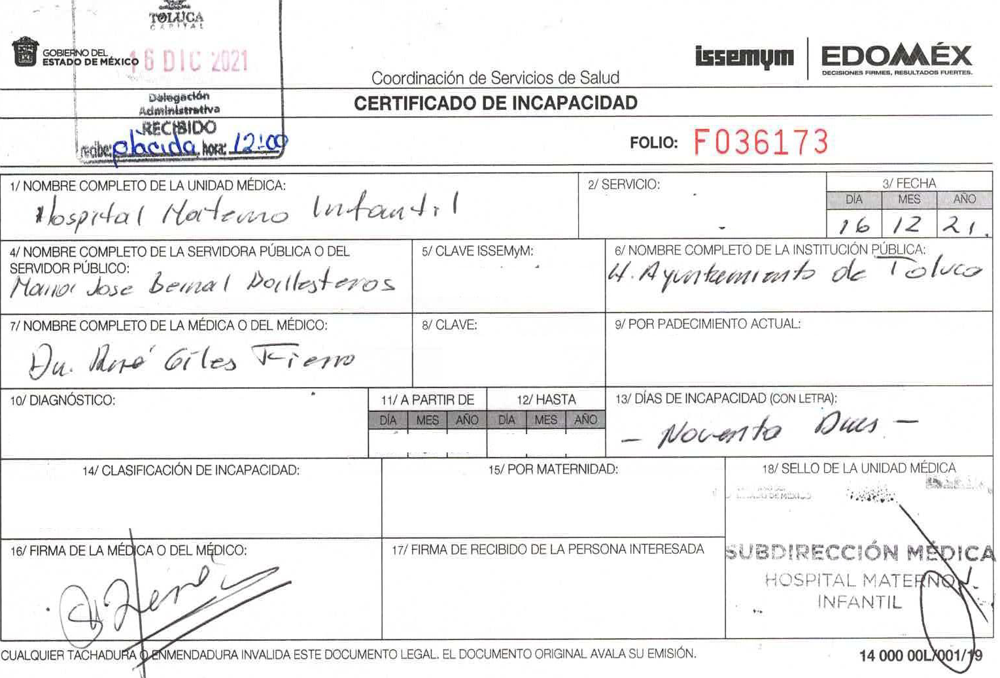 TOLUCA
CAPITAL
GOBIERNO DEL
ESTADO DE MÉXICO
16 DIC 2021
issemym
EDOMÉX
DECISIONES FIRMES, RESULTADOS FUERTES.
Coordinación de Servicios de Salud
Delegación
Administrativa
CERTIFICADO DE INCAPACIDAD
RECIBIDO
recibe: plácida, hora: 12:00
FOLIO: F036173
1/ NOMBRE COMPLETO DE LA UNIDAD MÉDICA:
Hospital Materno Infantil
2/ SERVICIO:
3/ FECHA
DÍA MES AÑO
16 12 21.
4/ NOMBRE COMPLETO DE LA SERVIDORA PÚBLICA O DEL
SERVIDOR PÚBLICO:
Maria Jose Bernal Ballesteros
5/ CLAVE ISSEMyM:
6/ NOMBRE COMPLETO DE LA INSTITUCIÓN PÚBLICA:
H. Ayuntamiento de Toluca
7/ NOMBRE COMPLETO DE LA MÉDICA O DEL MÉDICO:
Dr. René Giles Fierro
8/ CLAVE:
9/ POR PADECIMIENTO ACTUAL:
10/ DIAGNÓSTICO:
11/ A PARTIR DE
DÍA MES AÑO
12/ HASTA
DÍA MES AÑO
13/ DÍAS DE INCAPACIDAD (CON LETRA):
- Noventa Dias -
14/ CLASIFICACIÓN DE INCAPACIDAD:
15/ POR MATERNIDAD:
18/ SELLO DE LA UNIDAD MÉDICA
ESTADO DE MÉXICO
SUBDIRECCIÓN MÉDICA
HOSPITAL MATERNO
INFANTIL
16/ FIRMA DE LA MÉDICA O DEL MÉDICO:
17/ FIRMA DE RECIBIDO DE LA PERSONA INTERESADA
CUALQUIER TACHADURA O ENMENDADURA INVALIDA ESTE DOCUMENTO LEGAL. EL DOCUMENTO ORIGINAL AVALA SU EMISIÓN.
14 000 00L/001/19